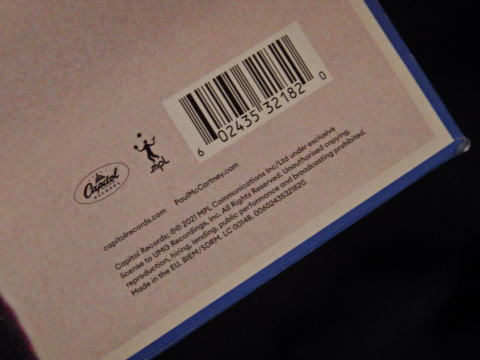 6 02435 32182 0
Capitol
RECORDS
mpl
capitolrecords.com PaulMcCartney.com
Capitol Records; ℗© 2021 MPL Communications Inc/Ltd under exclusive
license to UMG Recordings, Inc. All Rights Reserved. Unauthorised copying,
reproduction, hiring, lending, public performance and broadcasting prohibited.
Made in the EU. BIEM/SDRM, LC 00148. 00602435321820.